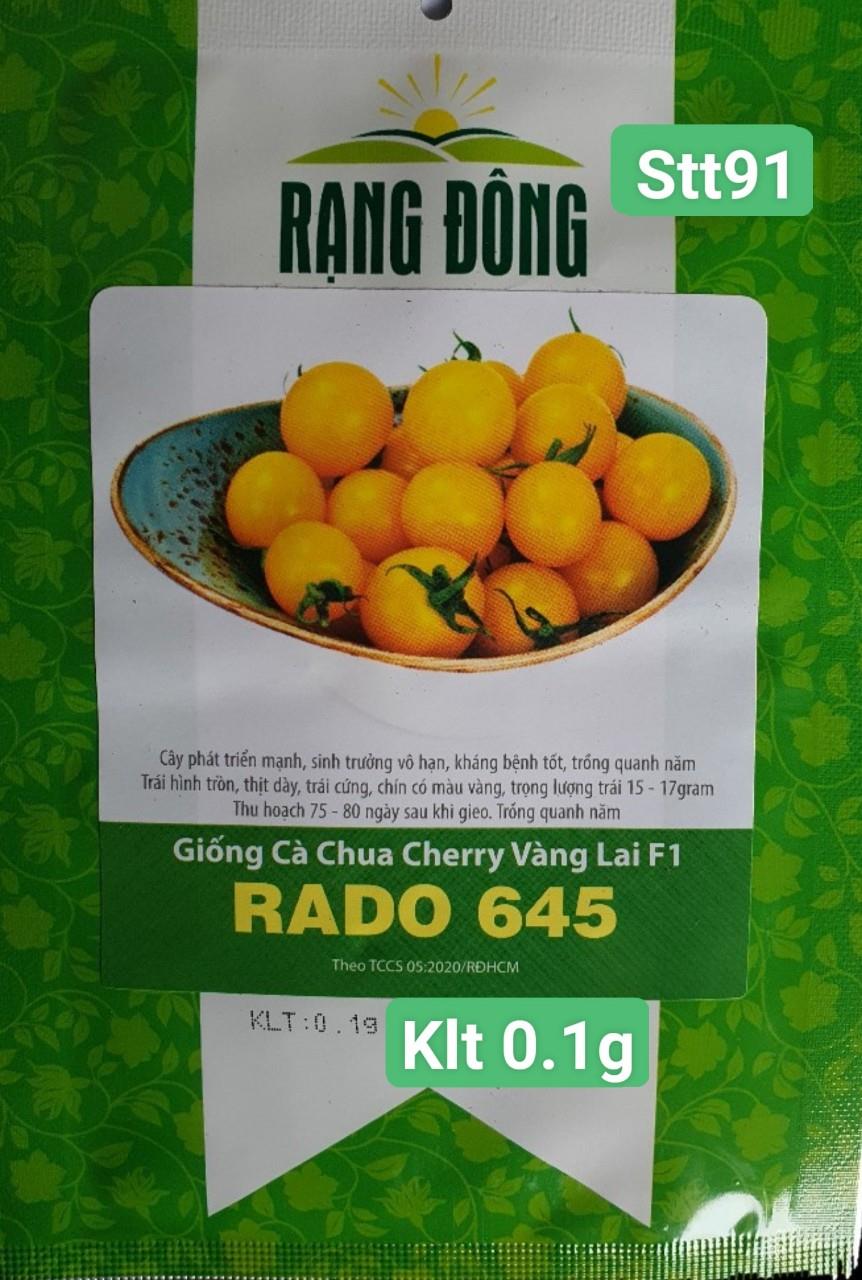 RẠNG ĐÔNG
Stt91
Cây phát triển mạnh, sinh trưởng vô hạn, kháng bệnh tốt, trồng quanh năm
Trái hình tròn, thịt dày, trái cứng, chín có màu vàng, trọng lượng trái 15 - 17gram
Thu hoạch 75 - 80 ngày sau khi gieo. Trồng quanh năm
Giống Cà Chua Cherry Vàng Lai F1
RADO 645
Theo TCCS 05:2020/RĐHCM
KLT:0.1g
Klt 0.1g